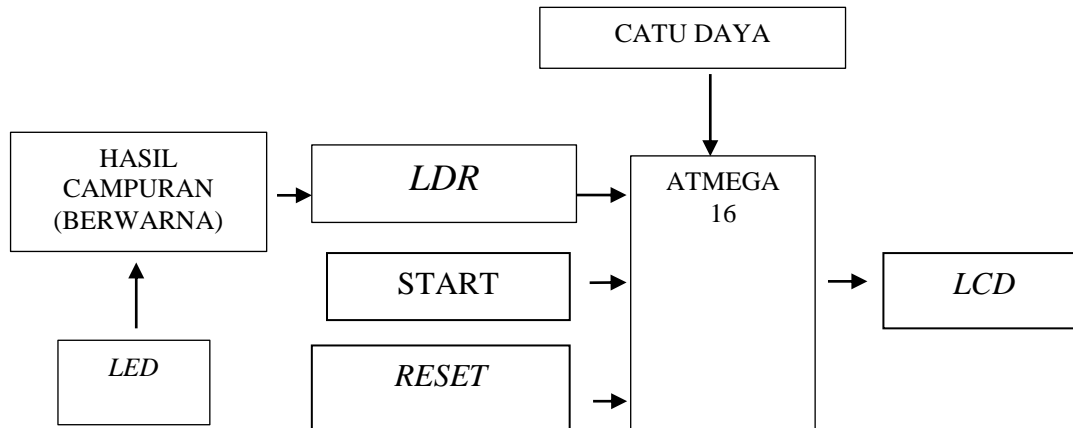 CATU DAYA
HASIL
CAMPURAN
(BERWARNA)
LDR
ATMEGA
16
START
LCD
LED
RESET